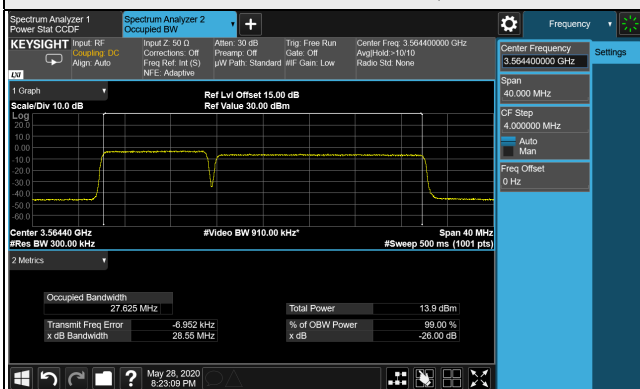 Spectrum Analyzer 1
Power Stat CCDF
Spectrum Analyzer 2
Occupied BW
Frequency
KEYSIGHT
Input: RF
Coupling: DC
Align: Auto
Input Z: 50 Ω
Corrections: Off
Freq Ref: Int (S)
NFE: Adaptive
Atten: 30 dB
Preamp: Off
µW Path: Standard
Trig: Free Run
Gate: Off
#IF Gain: Low
Center Freq: 3.564400000 GHz
Avg|Hold:>10/10
Radio Std: None
LXI
Center Frequency
3.564400000 GHz
Settings
Span
40.000 MHz
CF Step
4.000000 MHz
Auto
Man
Freq Offset
0 Hz
1 Graph
Scale/Div 10.0 dB
Ref Lvl Offset 15.00 dB
Ref Value 30.00 dBm
Log
20.0
10.0
0.00
-10.0
-20.0
-30.0
-40.0
-50.0
-60.0
Center 3.56440 GHz
#Res BW 300.00 kHz
#Video BW 910.00 kHz*
Span 40 MHz
#Sweep 500 ms (1001 pts)
2 Metrics
Occupied Bandwidth
27.625 MHz
Total Power
13.9 dBm
Transmit Freq Error
-6.952 kHz
% of OBW Power
99.00 %
x dB Bandwidth
28.55 MHz
x dB
-26.00 dB
?
May 28, 2020
8:23:09 PM